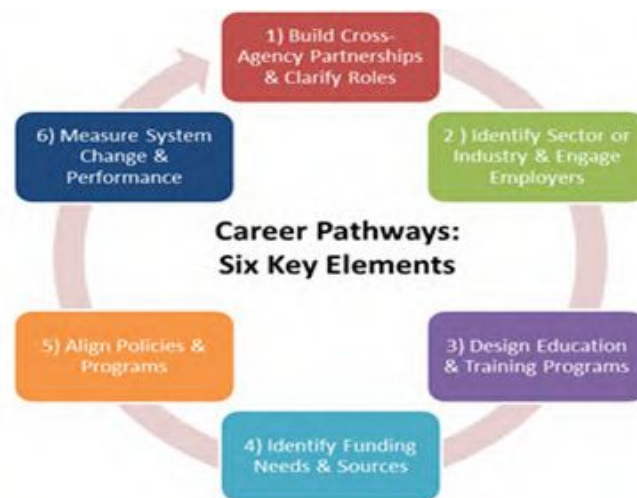 1) Build Cross-
Agency Partnerships
& Clarify Roles
2 ) Identify Sector or
Industry & Engage
Employers
3) Design Education
& Training Programs
4) Identify Funding
Needs & Sources
5) Align Policies &
Programs
6) Measure System
Change &
Performance
Career Pathways:
Six Key Elements